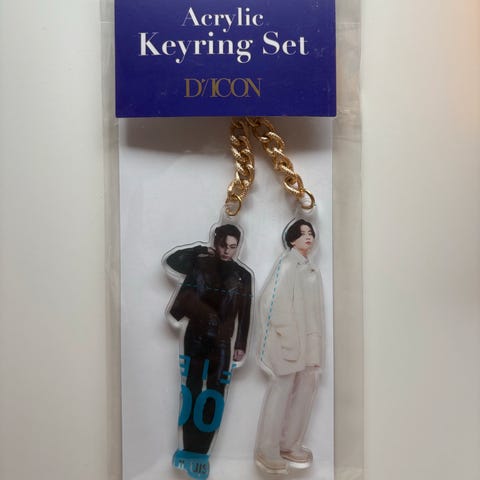 Acrylic
Keyring Set
D'/ICON